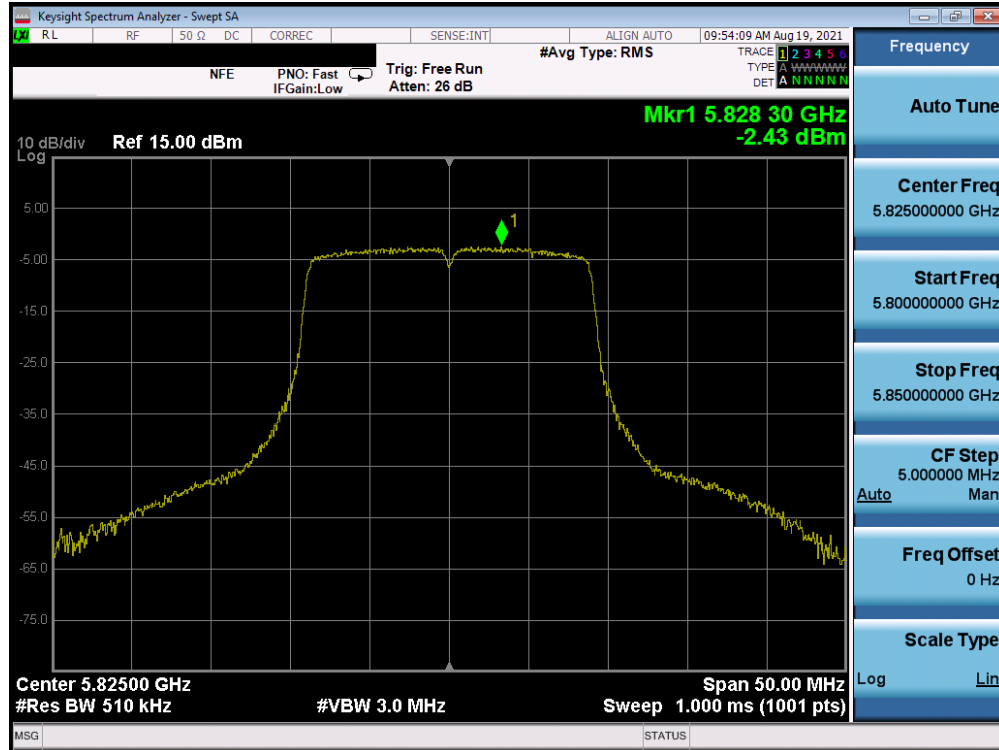 Keysight Spectrum Analyzer - Swept SA
LXI RL RF 50 Ω DC CORREC SENSE:INT ALIGN AUTO 09:54:09 AM Aug 19, 2021
NFE PNO: Fast Trig: Free Run #Avg Type: RMS TRACE 1 2 3 4 5 6
IFGain:Low Atten: 26 dB TYPE A WWWWW
DET A N N N N N
Mkr1 5.828 30 GHz
-2.43 dBm
10 dB/div Ref 15.00 dBm
Log
5.00
-5.00
-15.0
-25.0
-35.0
-45.0
-55.0
-65.0
-75.0
1
Center 5.82500 GHz Span 50.00 MHz
#Res BW 510 kHz #VBW 3.0 MHz Sweep 1.000 ms (1001 pts)
MSG STATUS
Frequency
Auto Tune
Center Freq
5.825000000 GHz
Start Freq
5.800000000 GHz
Stop Freq
5.850000000 GHz
CF Step
5.000000 MHz
Auto Man
Freq Offset
0 Hz
Scale Type
Log Lin